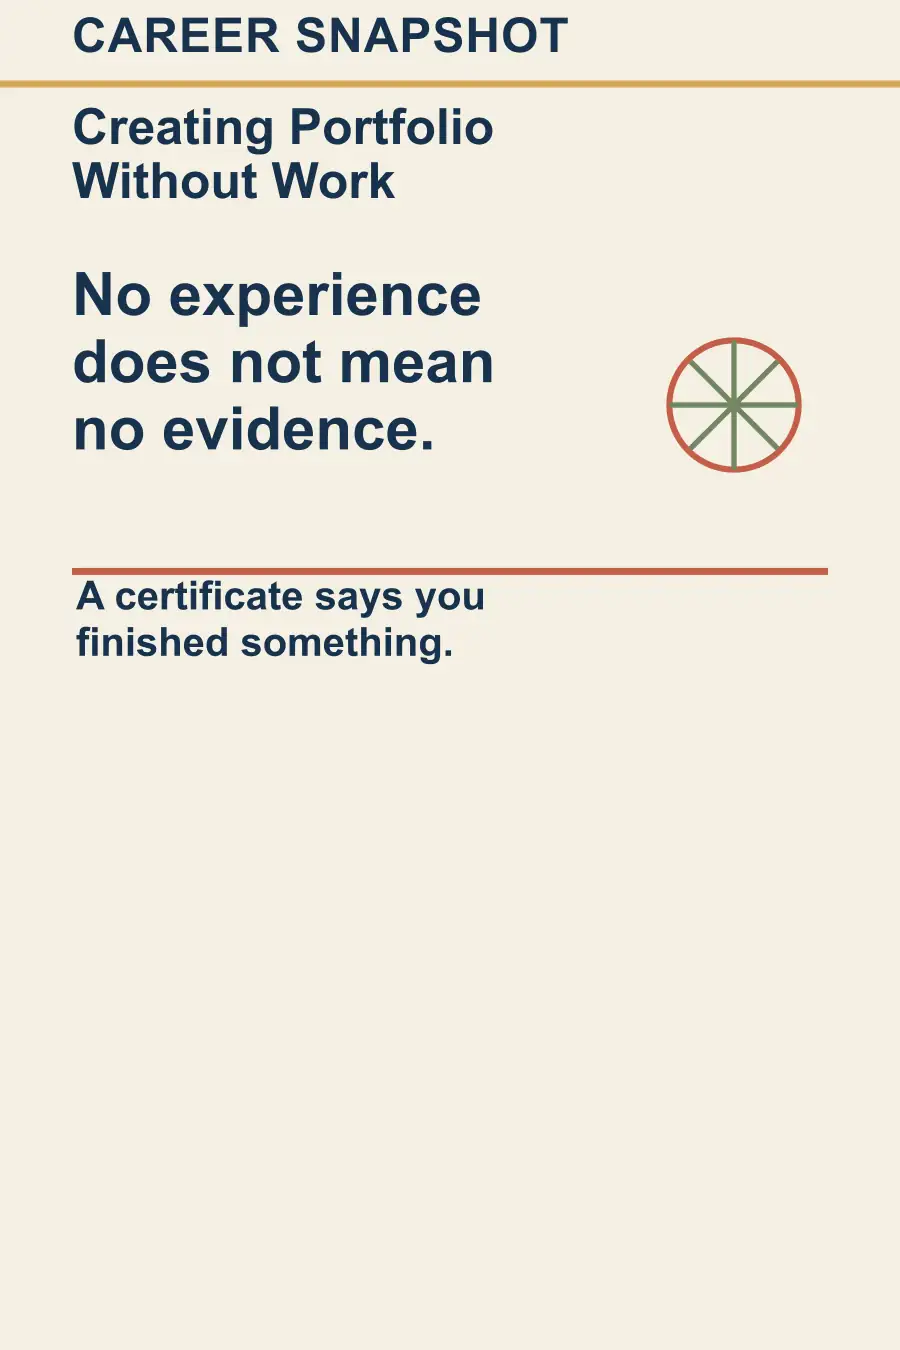 CAREER SNAPSHOT
Creating Portfolio
Without Work
No experience
does not mean
no evidence.
A certificate says you
finished something.